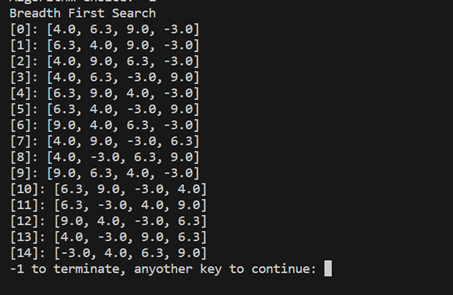 Breadth First Search
[0]: [4.0, 6.3, 9.0, -3.0]
[1]: [6.3, 4.0, 9.0, -3.0]
[2]: [4.0, 9.0, 6.3, -3.0]
[3]: [4.0, 6.3, -3.0, 9.0]
[4]: [6.3, 9.0, 4.0, -3.0]
[5]: [6.3, 4.0, -3.0, 9.0]
[6]: [9.0, 4.0, 6.3, -3.0]
[7]: [4.0, 9.0, -3.0, 6.3]
[8]: [4.0, -3.0, 6.3, 9.0]
[9]: [9.0, 6.3, 4.0, -3.0]
[10]: [6.3, 9.0, -3.0, 4.0]
[11]: [6.3, -3.0, 4.0, 9.0]
[12]: [9.0, 4.0, -3.0, 6.3]
[13]: [4.0, -3.0, 9.0, 6.3]
[14]: [-3.0, 4.0, 6.3, 9.0]
-1 to terminate, anyother key to continue: